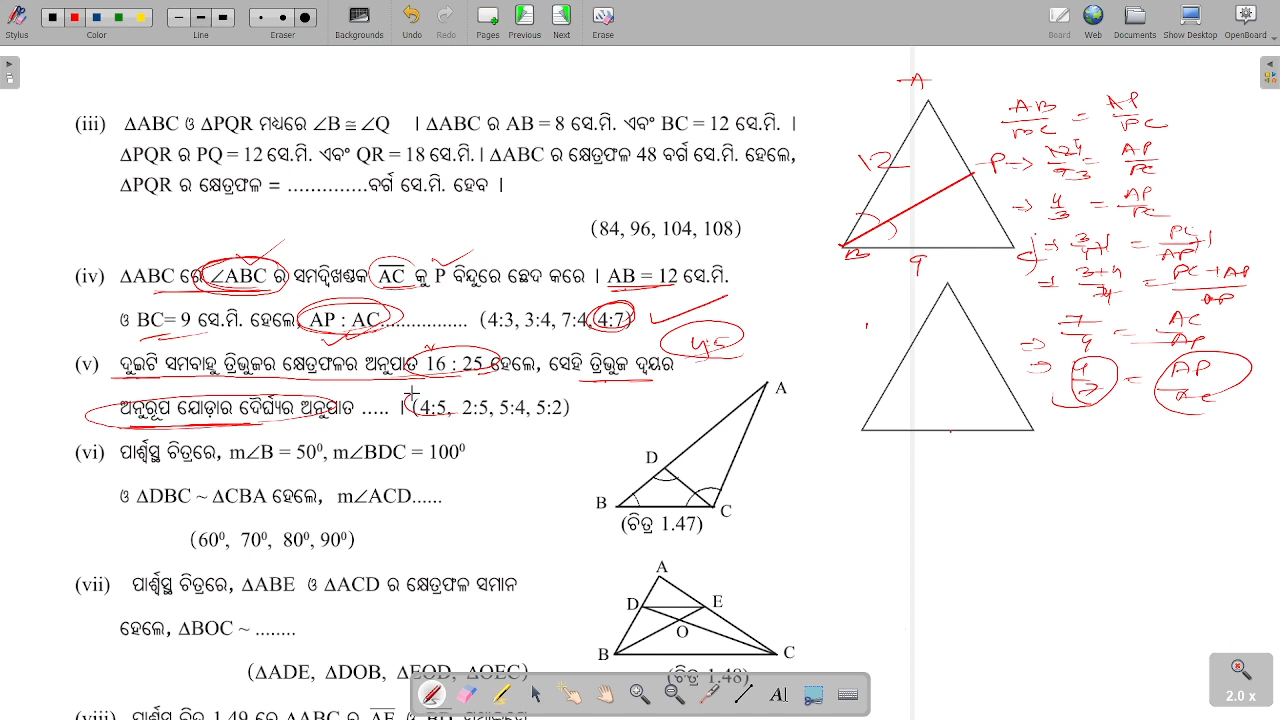 Stylus
Color
Line
Eraser
Backgrounds
Undo
Redo
Pages
Previous
Next
Erase
Board
Web
Documents
Show Desktop
OpenBoard
(iii) ΔABC ଓ ΔPQR ମଧ୍ୟରେ ∠B ≅ ∠Q । ΔABC ର AB = 8 ସେ.ମି. ଏବଂ BC = 12 ସେ.ମି. ।
ΔPQR ର PQ = 12 ସେ.ମି. ଏବଂ QR = 18 ସେ.ମି. । ΔABC ର କ୍ଷେତ୍ରଫଳ 48 ବର୍ଗ ସେ.ମି. ହେଲେ,
ΔPQR ର କ୍ଷେତ୍ରଫଳ = ..............ବର୍ଗ ସେ.ମି. ହେବ ।
(84, 96, 104, 108)
(iv) ΔABC ରେ ∠ABC ର ସମଦ୍ୱିଖଣ୍ଡକ AC କୁ P ବିନ୍ଦୁରେ ଛେଦ କରେ । AB = 12 ସେ.ମି.
ଓ BC= 9 ସେ.ମି. ହେଲେ, AP : AC................ (4:3, 3:4, 7:4, 4:7)
4:5
(v) ଦୁଇଟି ସମବାହୁ ତ୍ରିଭୁଜର କ୍ଷେତ୍ରଫଳର ଅନୁପାତ 16 : 25 ହେଲେ, ସେହି ତ୍ରିଭୁଜ ଦ୍ୱୟର
ଅନୁରୂପ ଯୋଡ଼ାର ଦୈର୍ଘ୍ୟର ଅନୁପାତ ..... । (4:5, 2:5, 5:4, 5:2)
(vi) ପାର୍ଶ୍ୱସ୍ଥ ଚିତ୍ରରେ, m∠B = 50⁰, m∠BDC = 100⁰
ଓ ΔDBC ~ ΔCBA ହେଲେ, m∠ACD......
(60⁰, 70⁰, 80⁰, 90⁰)
A
D
B
C
(ଚିତ୍ର 1.47)
(vii) ପାର୍ଶ୍ୱସ୍ଥ ଚିତ୍ରରେ, ΔABE ଓ ΔACD ର କ୍ଷେତ୍ରଫଳ ସମାନ
ହେଲେ, ΔBOC ~ ........
(ΔADE, ΔDOB, ΔEOD, ΔOEC)
A
D
E
O
B
C
(ଚିତ୍ର 1.48)
A
12
P
B
9
C
AB/BC = AP/PC
⇒ 4/3 = AP/PC
7/4 = AC/AP
2.0 x